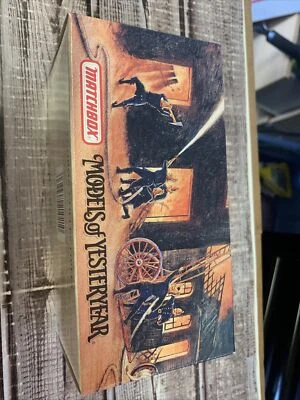 MATCHBOX
MODELS of YESTERYEAR